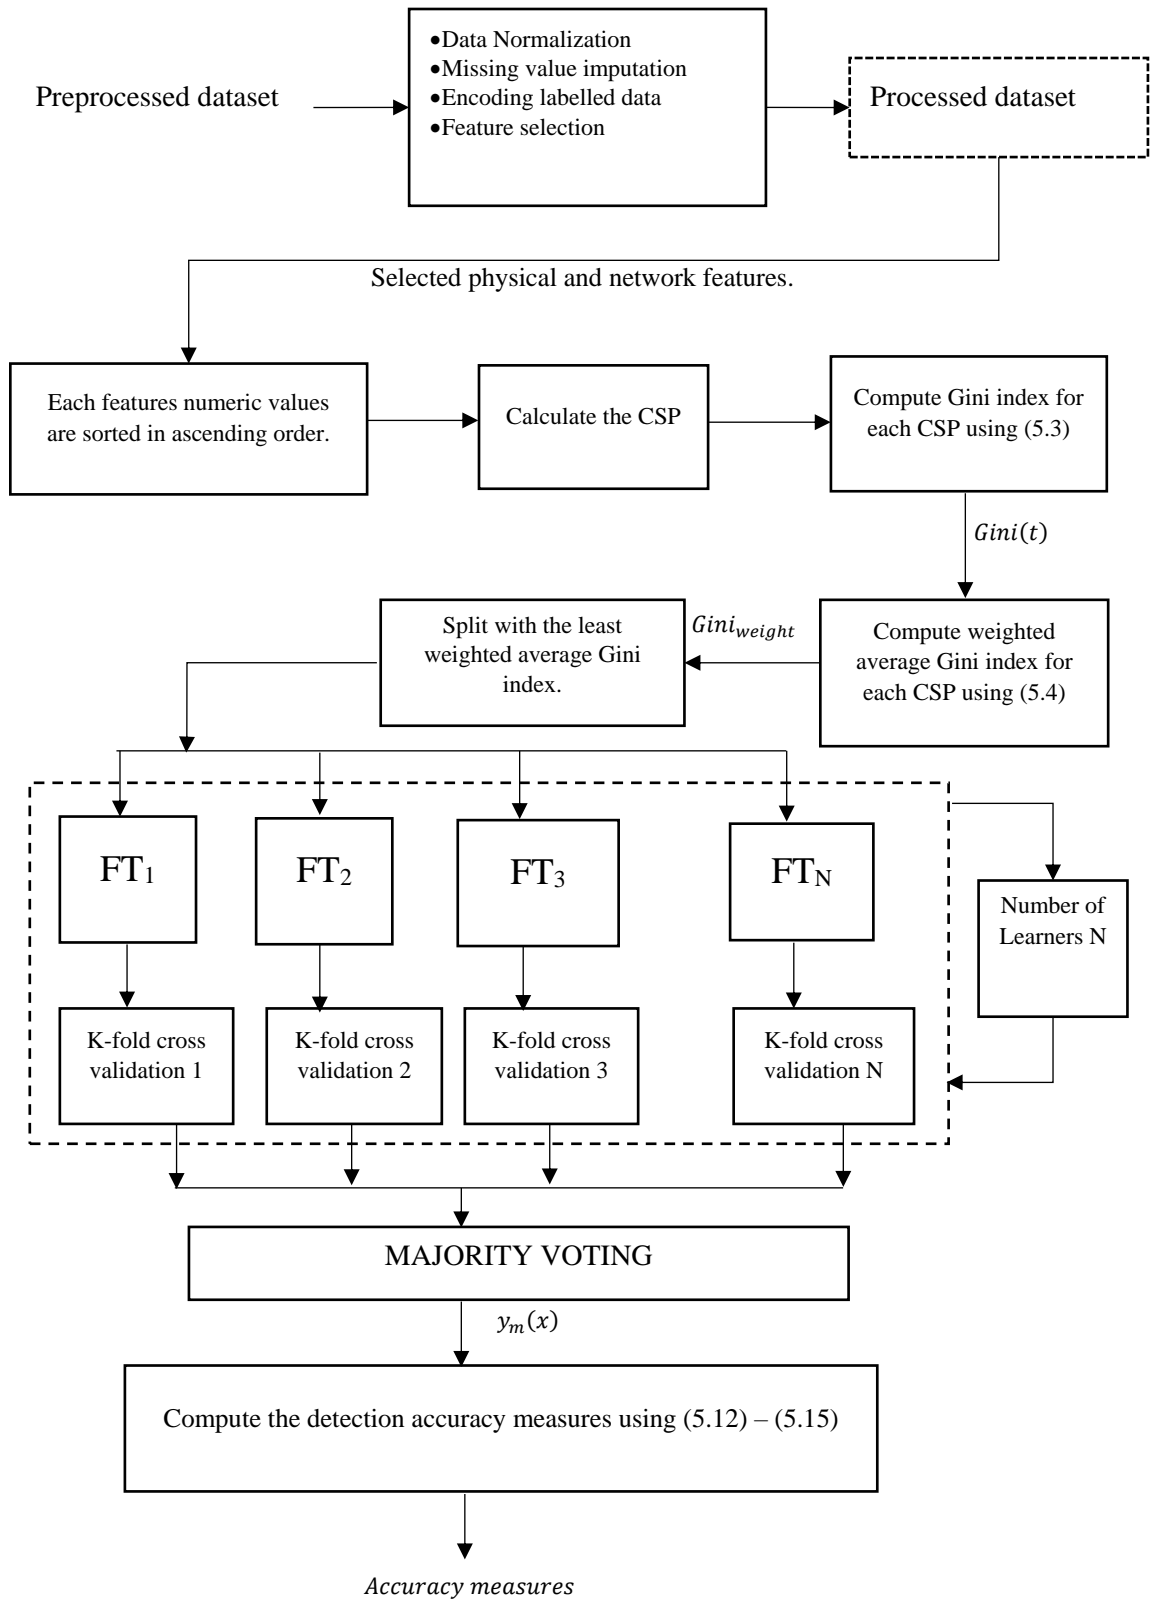 Preprocessed dataset
•Data Normalization
•Missing value imputation
•Encoding labelled data
•Feature selection
Processed dataset
Selected physical and network features.
Each features numeric values
are sorted in ascending order.
Calculate the CSP
Compute Gini index for
each CSP using (5.3)
Gini(t)
Split with the least
weighted average Gini
index.
Gini_weight
Compute weighted
average Gini index for
each CSP using (5.4)
FT₁
FT₂
FT₃
FT_N
Number of
Learners N
K-fold cross
validation 1
K-fold cross
validation 2
K-fold cross
validation 3
K-fold cross
validation N
MAJORITY VOTING
yₘ(x)
Compute the detection accuracy measures using (5.12) – (5.15)
Accuracy measures